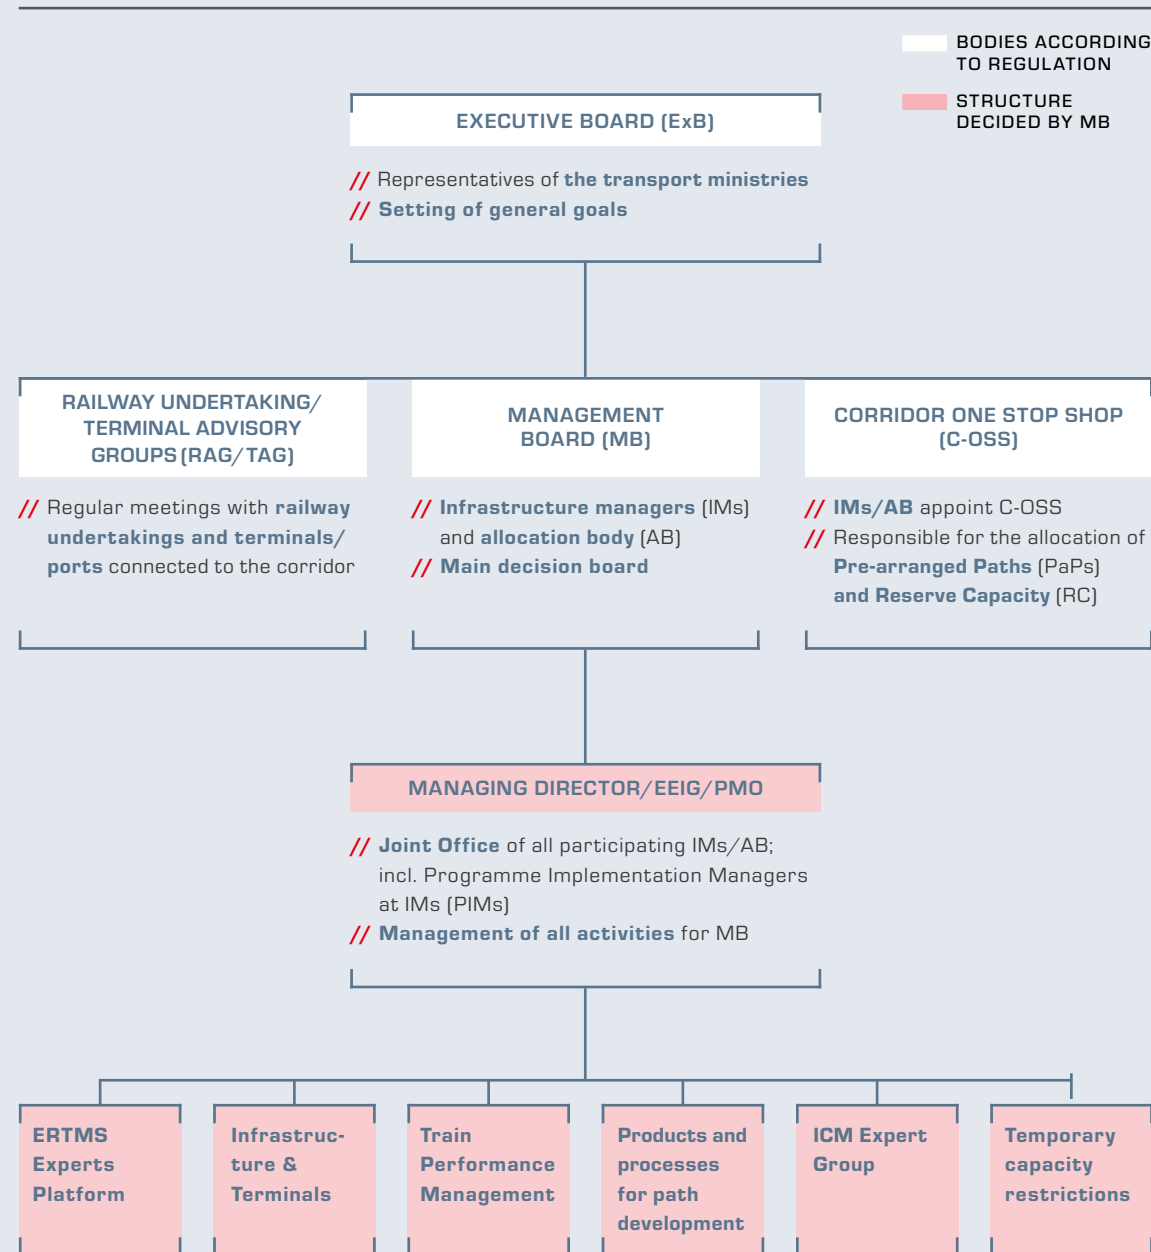 BODIES ACCORDING
TO REGULATION
STRUCTURE
DECIDED BY MB
EXECUTIVE BOARD (ExB)
// Representatives of the transport ministries
// Setting of general goals
RAILWAY UNDERTAKING/
TERMINAL ADVISORY
GROUPS (RAG/TAG)
// Regular meetings with railway
undertakings and terminals/
ports connected to the corridor
MANAGEMENT
BOARD (MB)
// Infrastructure managers (IMs)
and allocation body (AB)
// Main decision board
CORRIDOR ONE STOP SHOP
(C-OSS)
// IMs/AB appoint C-OSS
// Responsible for the allocation of
Pre-arranged Paths (PaPs)
and Reserve Capacity (RC)
MANAGING DIRECTOR/EEIG/PMO
// Joint Office of all participating IMs/AB;
incl. Programme Implementation Managers
at IMs (PIMs)
// Management of all activities for MB
ERTMS
Experts
Platform
Infrastruc-
ture &
Terminals
Train
Performance
Management
Products and
processes
for path
development
ICM Expert
Group
Temporary
capacity
restrictions